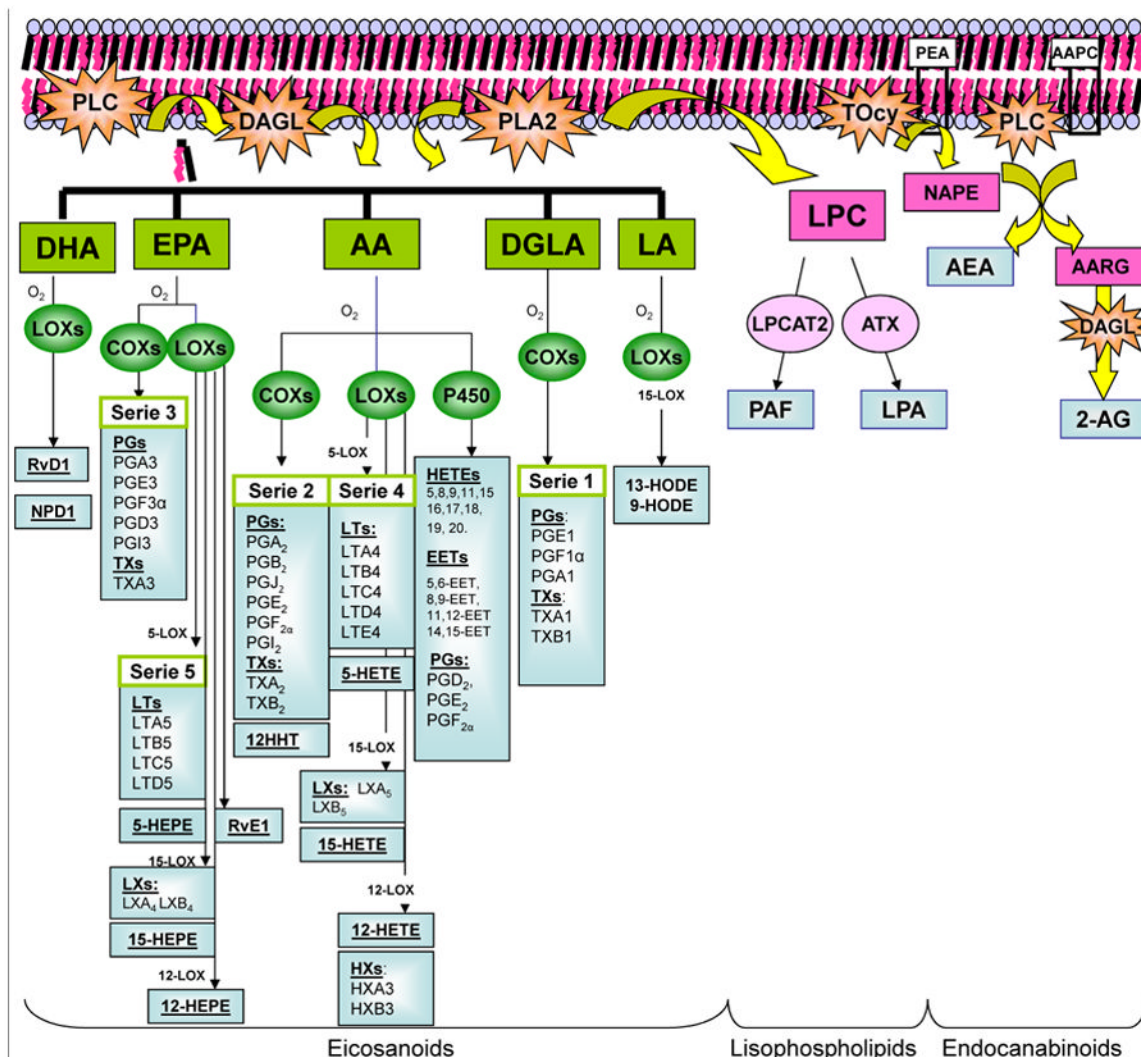 PEA
AAPC
PLC
DAGL
PLA2
TOcy
PLC
NAPE
LPC
DHA
EPA
AA
DGLA
LA
AEA
AARG
O2
O2
O2
O2
O2
LOXs
COXs
LOXs
COXs
LOXs
P450
COXs
LOXs
LPCAT2
ATX
DAGL
15-LOX
PAF
LPA
2-AG
RvD1
NPD1
Serie 3
PGs
PGA3
PGE3
PGF3α
PGD3
PGI3
TXs
TXA3
5-LOX
Serie 5
LTs
LTA5
LTB5
LTC5
LTD5
5-HEPE
RvE1
15-LOX
LXs:
LXA4 LXB4
15-HEPE
12-LOX
12-HEPE
Serie 2
PGs:
PGA2
PGB2
PGJ2
PGE2
PGF2α
PGI2
TXs:
TXA2
TXB2
12HHT
5-LOX
Serie 4
LTs:
LTA4
LTB4
LTC4
LTD4
LTE4
5-HETE
15-LOX
LXs: LXA5
LXB5
15-HETE
12-LOX
12-HETE
HXs:
HXA3
HXB3
HETEs
5,8,9,11,15
16,17,18,
19, 20.
EETs
5,6-EET,
8,9-EET,
11,12-EET
14,15-EET
PGs:
PGD2,
PGE2
PGF2α
Serie 1
PGs:
PGE1
PGF1α
PGA1
TXs:
TXA1
TXB1
13-HODE
9-HODE
Eicosanoids
Lisophospholipids
Endocanabinoids